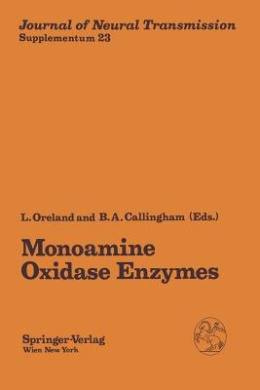 Journal of Neural Transmission
Supplementum 23
L. Oreland and B. A. Callingham (Eds.)
Monoamine
Oxidase Enzymes
Springer-Verlag
Wien New York